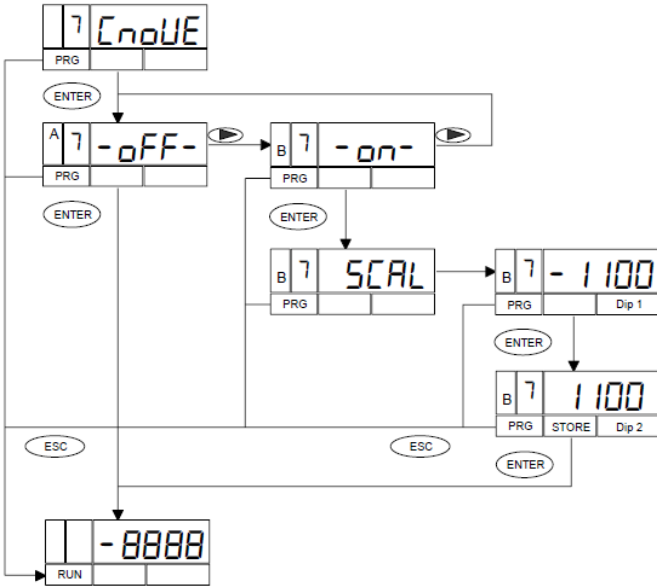 7 CnoUE
PRG
ENTER
A 7 -oFF-
PRG
ENTER
B 7 -on-
PRG
ENTER
B 7 SCAL
PRG
B 7 -1100
PRG Dip 1
ENTER
B 7 1100
PRG STORE Dip 2
ENTER
ESC
ESC
-8888
RUN